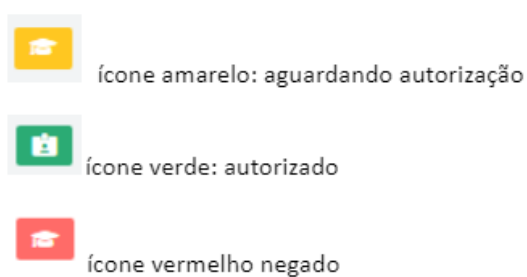 ícone amarelo: aguardando autorização
ícone verde: autorizado
ícone vermelho negado